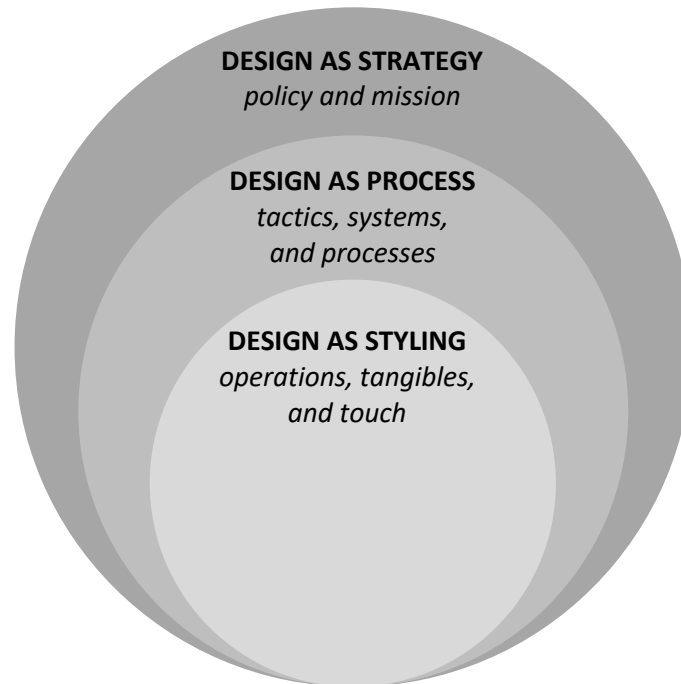 DESIGN AS STRATEGY
policy and mission
DESIGN AS PROCESS
tactics, systems,
and processes
DESIGN AS STYLING
operations, tangibles,
and touch